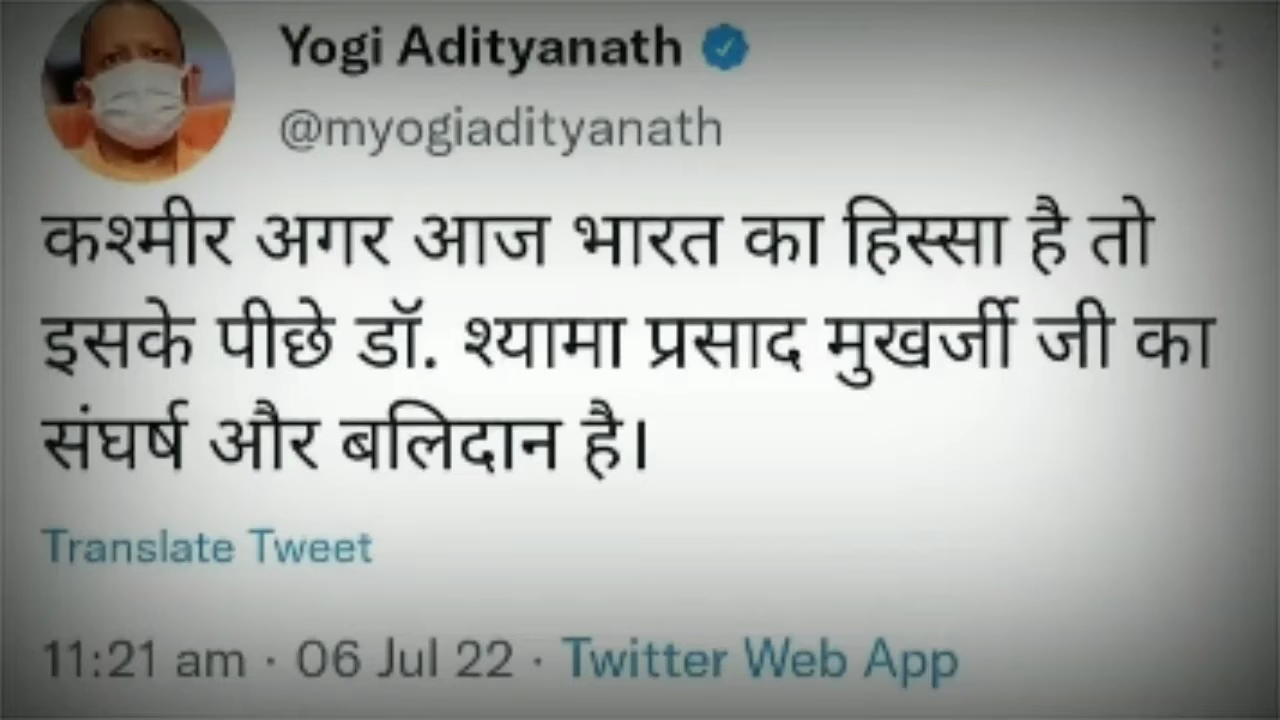 Yogi Adityanath
@myogiadityanath
कश्मीर अगर आज भारत का हिस्सा है तो
इसके पीछे डॉ. श्यामा प्रसाद मुखर्जी जी का
संघर्ष और बलिदान है।
Translate Tweet
11:21 am · 06 Jul 22 · Twitter Web App